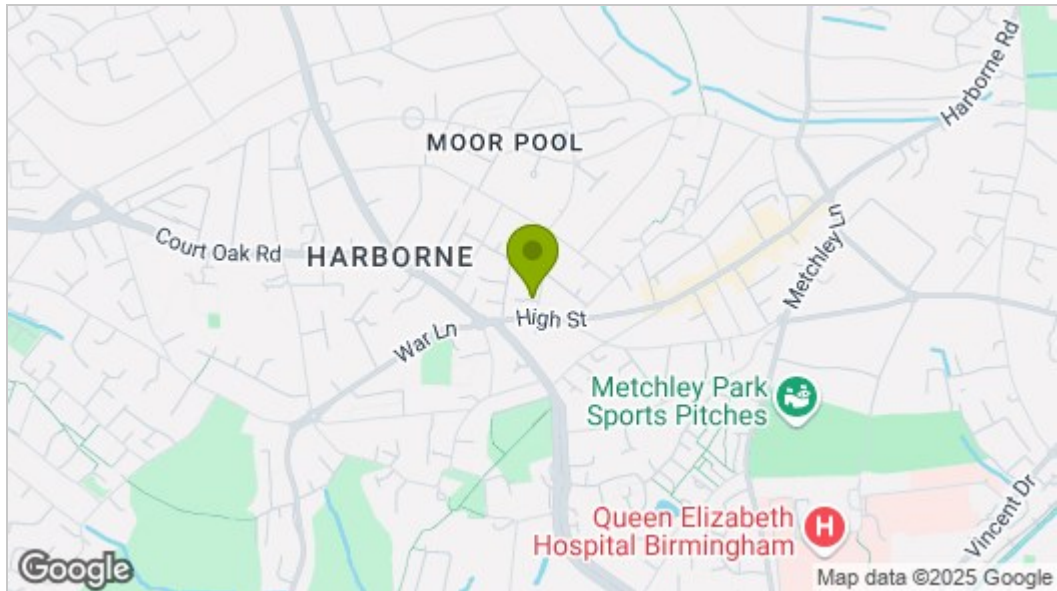 Harborne Rd
MOOR POOL
Metchley Ln
Court Oak Rd
HARBORNE
High St
War Ln
Metchley Park
Sports Pitches
Vincent Dr
Queen Elizabeth
Hospital Birmingham
H
Google
Map data ©2025 Google